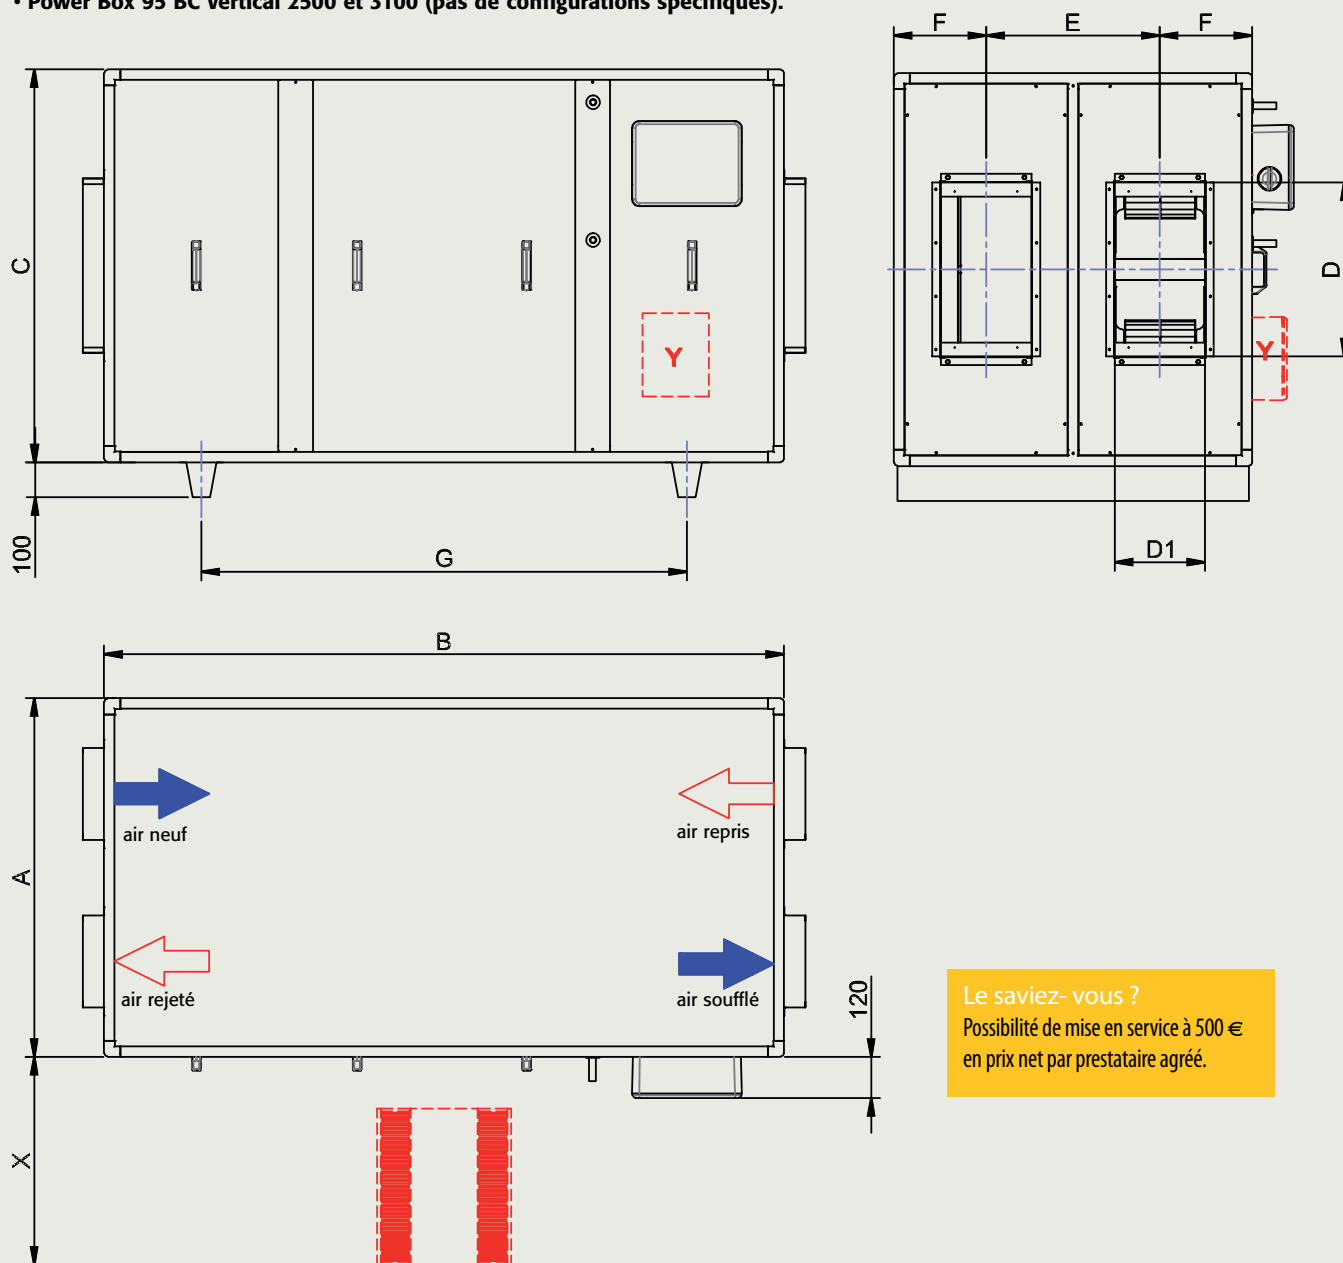 • Power Box 95 BC Vertical 2500 et 3100 (pas de configurations spécifiques).
F
E
F
C
Y
D
Y
100
G
D1
B
A
air neuf
air repris
air rejeté
air soufflé
120
X
Le saviez- vous ?
Possibilité de mise en service à 500 €
en prix net par prestataire agréé.